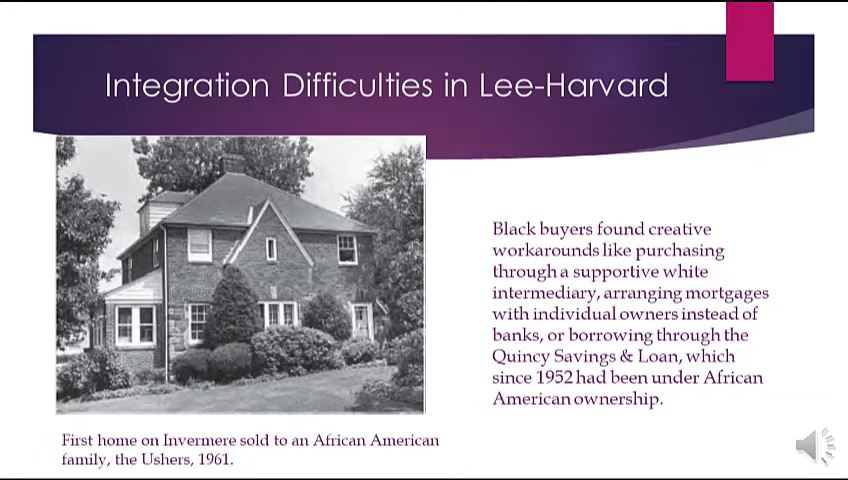 Integration Difficulties in Lee-Harvard
Black buyers found creative
workarounds like purchasing
through a supportive white
intermediary, arranging mortgages
with individual owners instead of
banks, or borrowing through the
Quincy Savings & Loan, which
since 1952 had been under African
American ownership.
First home on Invermere sold to an African American
family, the Ushers, 1961.